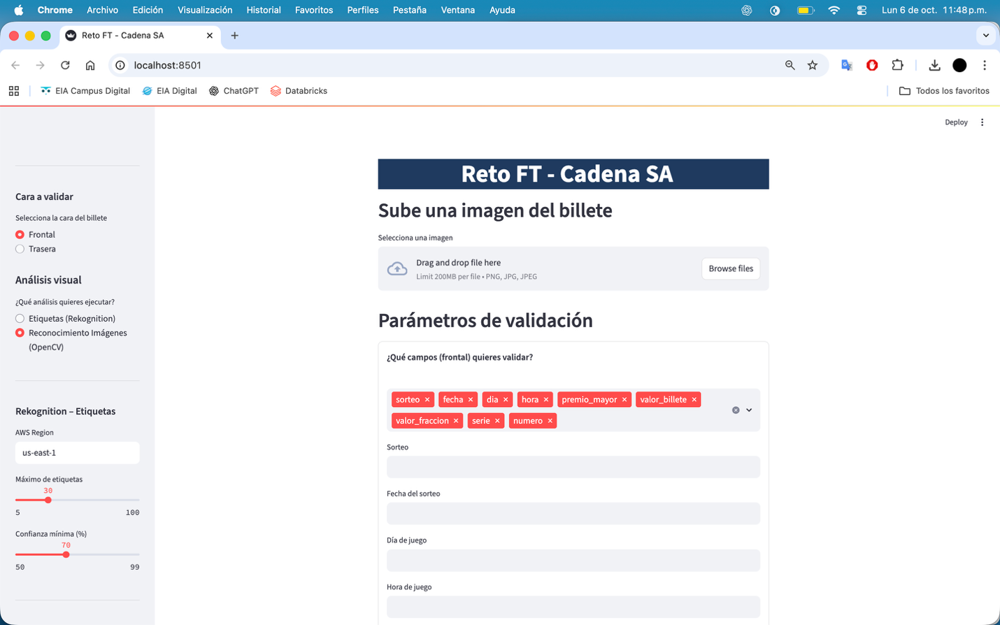 Chrome Archivo Edición Visualización Historial Favoritos Perfiles Pestaña Ventana Ayuda Lun 6 de oct. 11:48 p.m.
Reto FT - Cadena SA
localhost:8501
EIA Campus Digital EIA Digital ChatGPT Databricks Todos los favoritos
Deploy
Cara a validar
Selecciona la cara del billete
Frontal
Trasera
Análisis visual
¿Qué análisis quieres ejecutar?
Etiquetas (Rekognition)
Reconocimiento Imágenes
(OpenCV)
Rekognition – Etiquetas
AWS Region
us-east-1
Máximo de etiquetas
30
5 100
Confianza mínima (%)
70
50 99
Reto FT - Cadena SA
Sube una imagen del billete
Selecciona una imagen
Drag and drop file here
Limit 200MB per file • PNG, JPG, JPEG
Browse files
Parámetros de validación
¿Qué campos (frontal) quieres validar?
sorteo fecha dia hora premio_mayor valor_billete
valor_fraccion serie numero
Sorteo
Fecha del sorteo
Día de juego
Hora de juego